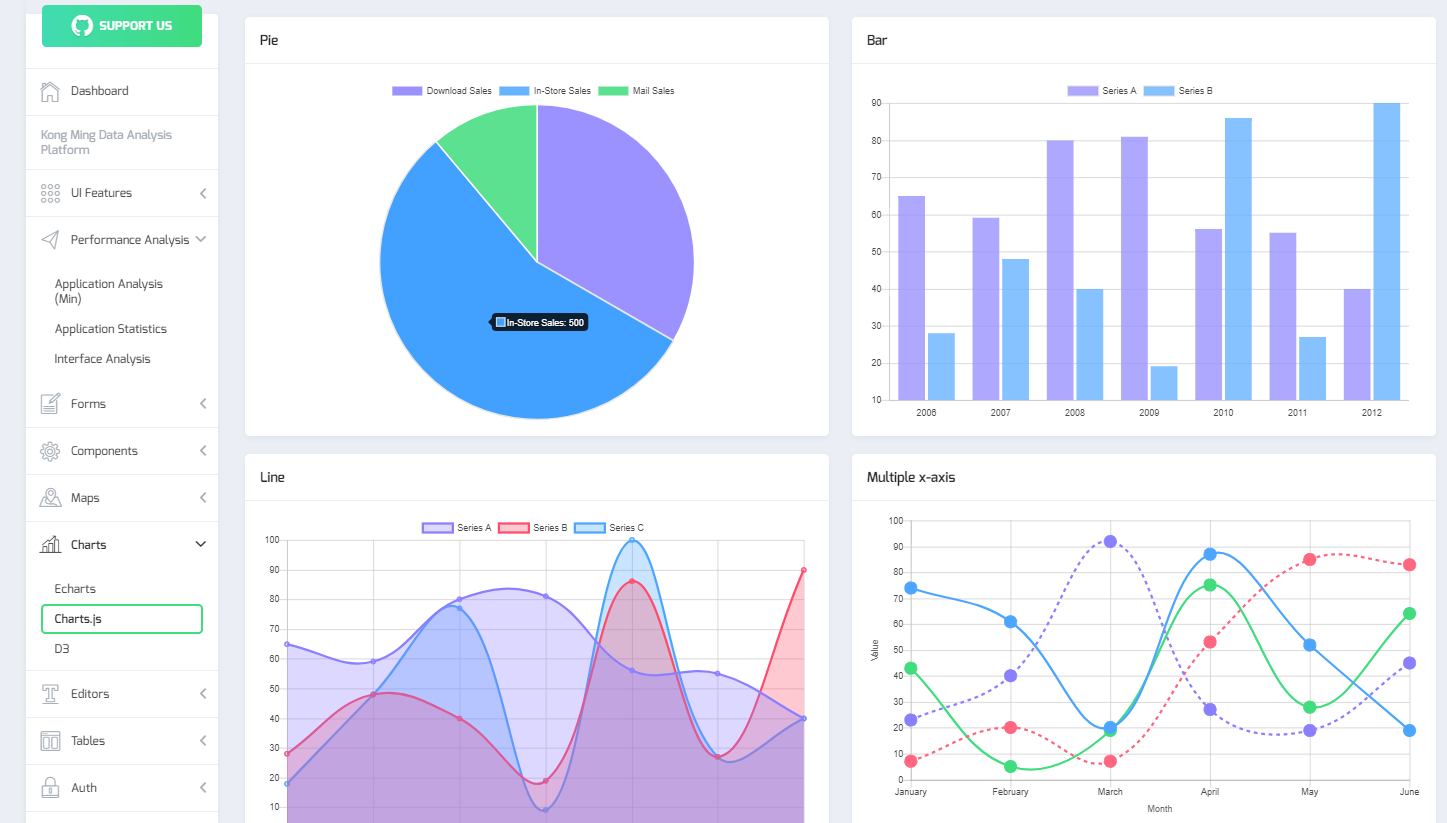 SUPPORT US
Dashboard
Kong Ming Data Analysis
Platform
UI Features
Performance Analysis
Application Analysis
(Min)
Application Statistics
Interface Analysis
Forms
Components
Maps
Charts
Echarts
Charts.js
D3
Editors
Tables
Auth
Pie
Download Sales In-Store Sales Mail Sales
In-Store Sales: 500
Bar
Series A Series B
90
80
70
60
50
40
30
20
10
2006 2007 2008 2009 2010 2011 2012
Line
Series A Series B Series C
100
90
80
70
60
50
40
30
20
10
Multiple x-axis
100
90
80
70
60
50
40
30
20
10
0
Value
January February March April May June
Month